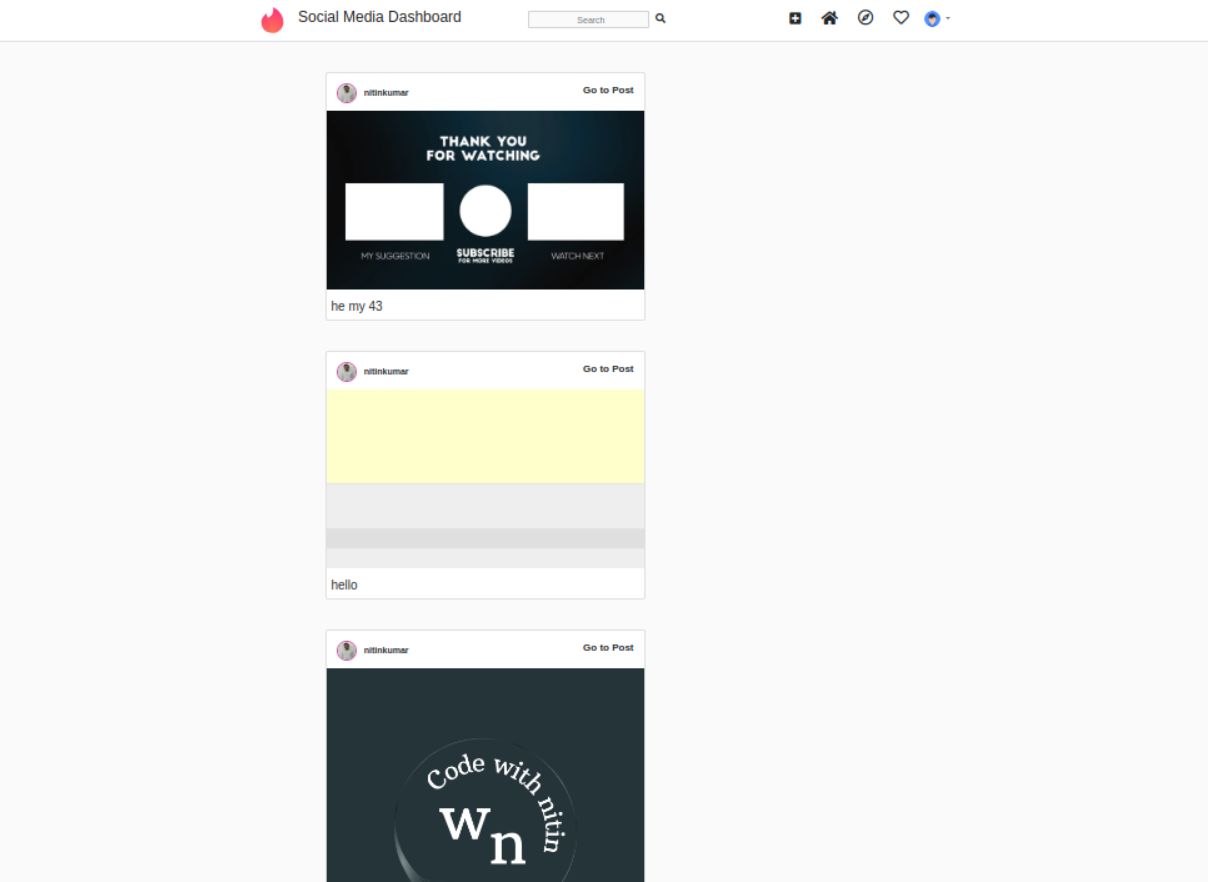 Social Media Dashboard
Search
nitinkumar
Go to Post
THANK YOU
FOR WATCHING
MY SUGGESTION
SUBSCRIBE
FOR MORE VIDEOS
WATCH NEXT
he my 43
nitinkumar
Go to Post
hello
nitinkumar
Go to Post
Code with nitin
wn